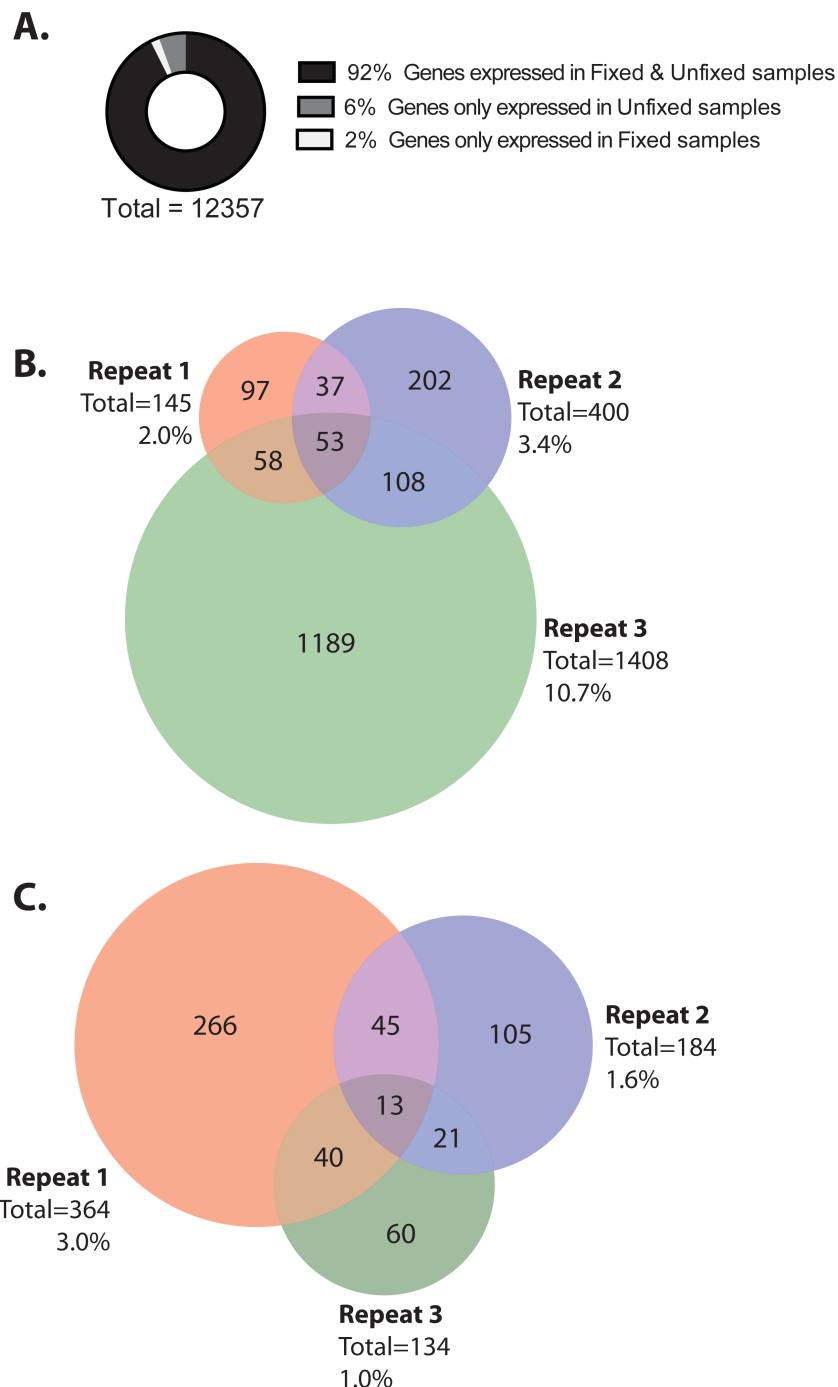 A.
92% Genes expressed in Fixed & Unfixed samples
6% Genes only expressed in Unfixed samples
2% Genes only expressed in Fixed samples
Total = 12357
B.
Repeat 1
Total=145
2.0%
97
37
202
Repeat 2
Total=400
3.4%
58
53
108
1189
Repeat 3
Total=1408
10.7%
C.
266
45
105
Repeat 2
Total=184
1.6%
13
21
40
Repeat 1
Total=364
3.0%
60
Repeat 3
Total=134
1.0%